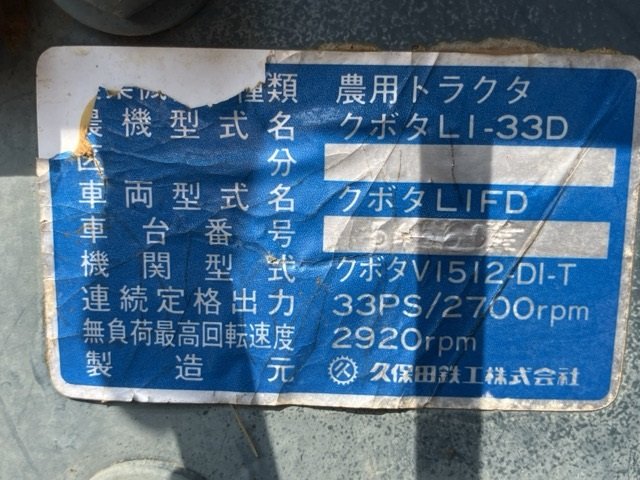 種類 農用トラクタ
農機型式名 クボタL1-33D
区分
車両型式名 クボタL1FD
車台番号
機関型式 クボタV1512-DI-T
連続定格出力 33PS/2700rpm
無負荷最高回転速度 2920rpm
製造元 久保田鉄工株式会社